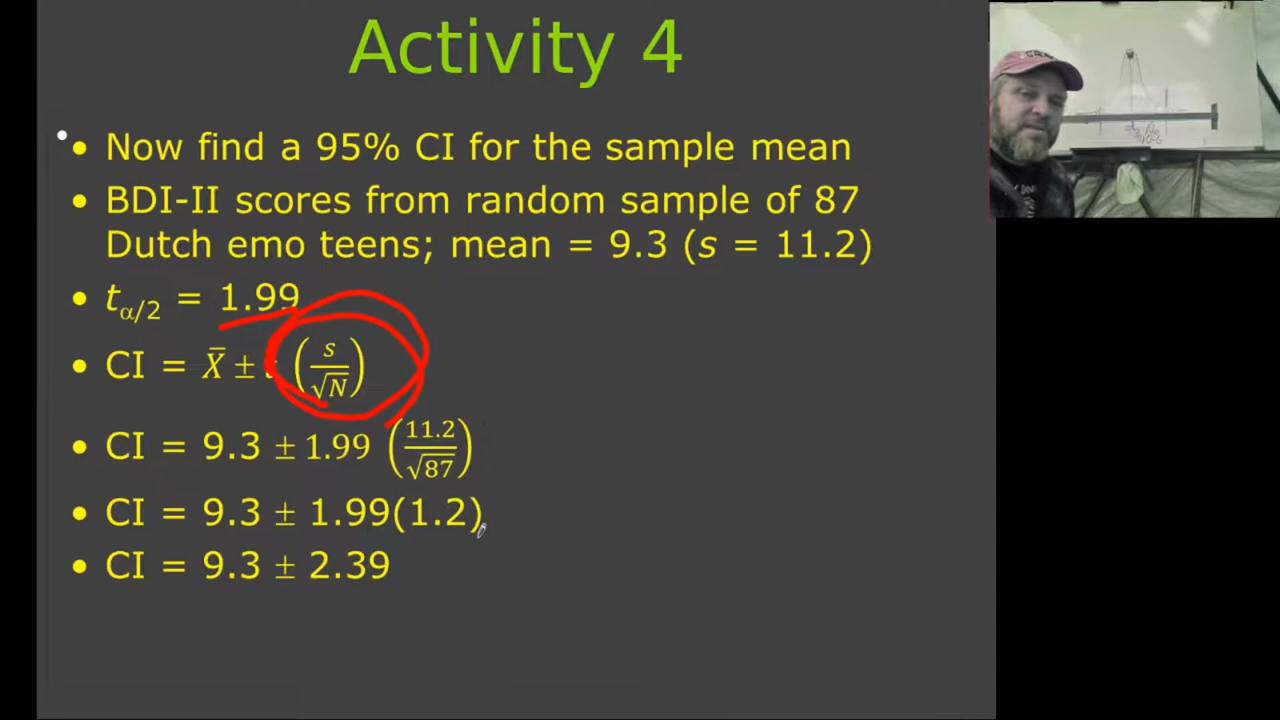 Activity 4
• Now find a 95% CI for the sample mean
• BDI-II scores from random sample of 87
Dutch emo teens; mean = 9.3 (s = 11.2)
• tα/2 = 1.99
• CI = X̄ ± t (s/√N)
• CI = 9.3 ± 1.99 (11.2/√87)
• CI = 9.3 ± 1.99(1.2)
• CI = 9.3 ± 2.39